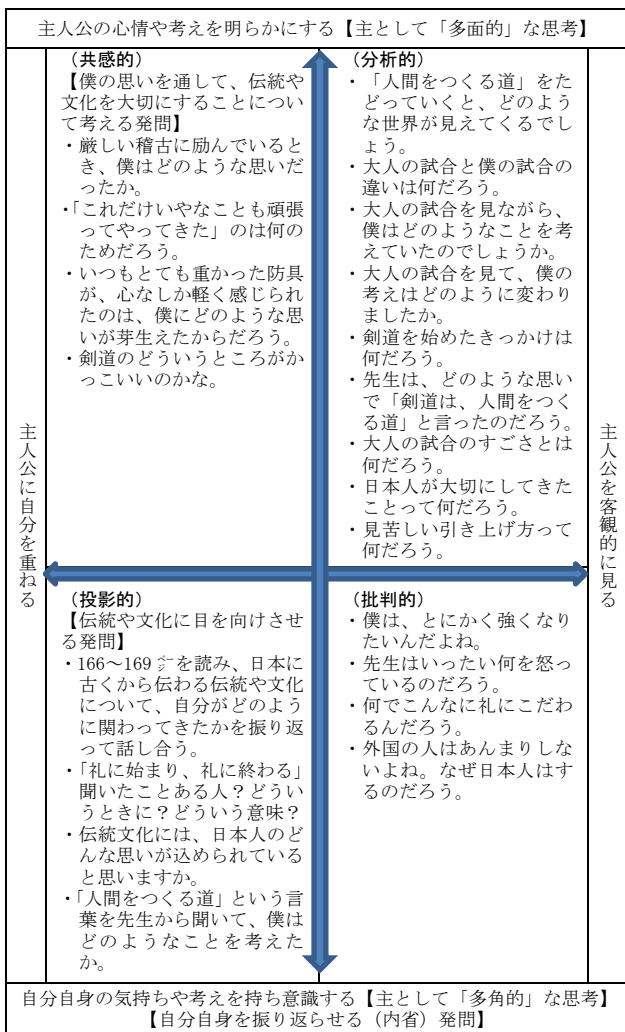 主人公の心情や考えを明らかにする【主として「多面的」な思考】
主人公に自分を重ねる
（共感的）
【僕の思いを通して、伝統や
文化を大切にすることについ
て考える発問】
・厳しい稽古に励んでいると
き、僕はどのような思いだ
ったか。
・「これだけいやなことも頑張
ってやってきた」のは何の
ためだろう。
・いつもとても重かった防具
が、心なしか軽く感じられ
たのは、僕にどのような思
いが芽生えたからだろう。
・剣道のどういうところがか
っこいいのかな。
（分析的）
・「人間をつくる道」をた
どっていくと、どのよう
な世界が見えてくるでし
ょう。
・大人の試合と僕の試合の
違いは何だろう。
・大人の試合を見ながら、
僕はどのようなことを考
えていたのでしょうか。
・大人の試合を見て、僕の
考えはどのように変わり
ましたか。
・剣道を始めたきっかけは
何だろう。
・先生は、どのような思い
で「剣道は、人間をつく
る道」と言ったのだろう。
・大人の試合のすごさとは
何だろう。
・日本人が大切にしてきた
ことって何だろう。
・見苦しい引き上げ方って
何だろう。
主人公を客観的に見る
（投影的）
【伝統や文化に目を向けさせ
る発問】
・166～169㌻を読み、日本に
古くから伝わる伝統や文化
について、自分がどのよう
に関わってきたかを振り返
って話し合う。
・「礼に始まり、礼に終わる」
聞いたことある人？どうい
うときに？どういう意味？
・伝統文化には、日本人のど
んな思いが込められている
と思いますか。
・「人間をつくる道」という言
葉を先生から聞いて、僕は
どのようなことを考えた
か。
（批判的）
・僕は、とにかく強くなり
たいんだよね。
・先生はいったい何を怒っ
ているのだろう。
・何でこんなに礼にこだわ
るんだろう。
・外国の人はあんまりしな
いよね。なぜ日本人はす
るのだろう。
自分自身の気持ちや考えを持ち意識する【主として「多角的」な思考】
【自分自身を振り返らせる（内省）発問】